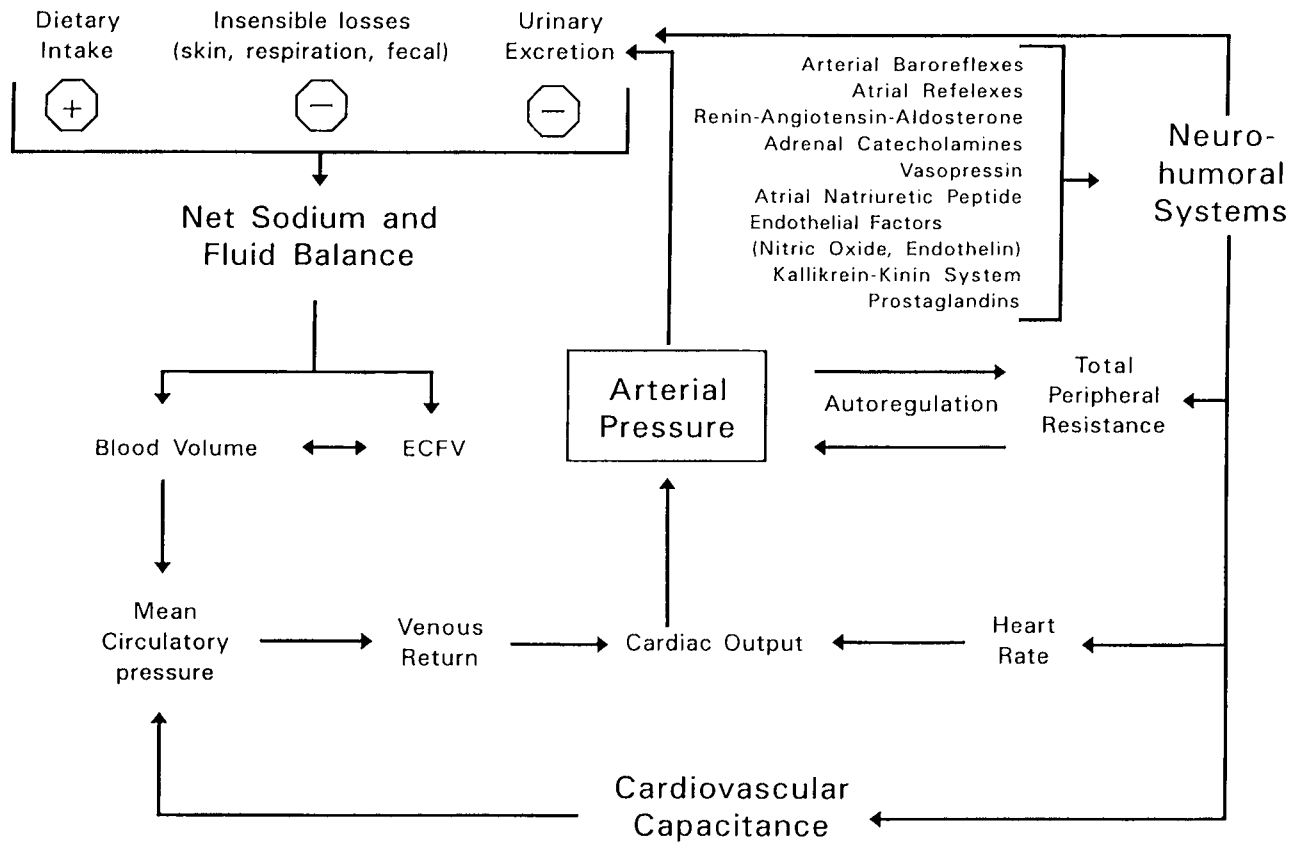 Dietary
Intake
Insensible losses
(skin, respiration, fecal)
Urinary
Excretion
+
−
−
Arterial Baroreflexes
Atrial Refelexes
Renin-Angiotensin-Aldosterone
Adrenal Catecholamines
Vasopressin
Atrial Natriuretic Peptide
Endothelial Factors
(Nitric Oxide, Endothelin)
Kallikrein-Kinin System
Prostaglandins
Neuro-
humoral
Systems
Net Sodium and
Fluid Balance
Arterial
Pressure
Autoregulation
Total
Peripheral
Resistance
Blood Volume
ECFV
Mean
Circulatory
pressure
Venous
Return
Cardiac Output
Heart
Rate
Cardiovascular
Capacitance